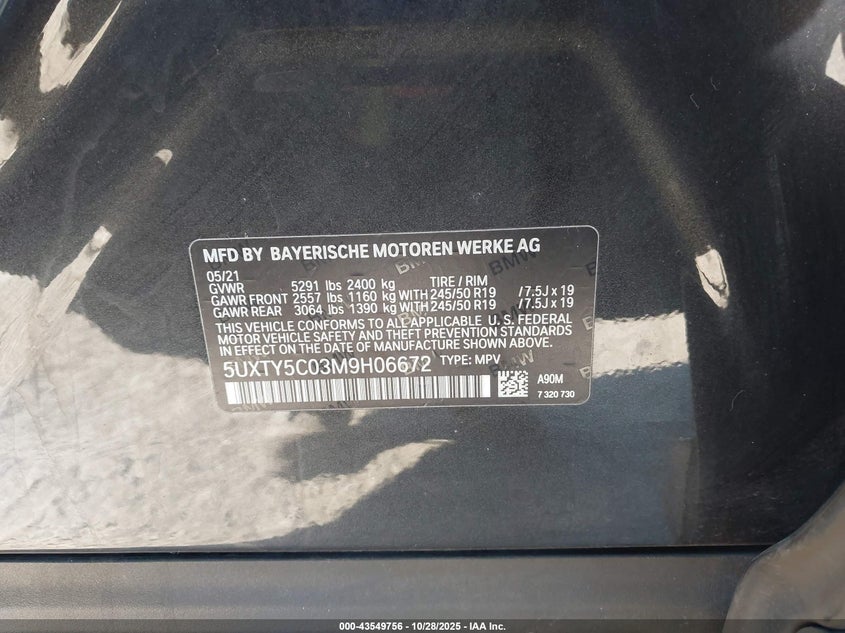 MFD BY BAYERISCHE MOTOREN WERKE AG
05/21
GVWR 5291 lbs 2400 kg TIRE / RIM
GAWR FRONT 2557 lbs 1160 kg WITH 245/50 R19 /7.5J x 19
GAWR REAR 3064 lbs 1390 kg WITH 245/50 R19 /7.5J x 19
THIS VEHICLE CONFORMS TO ALL APPLICABLE U.S. FEDERAL
MOTOR VEHICLE SAFETY AND THEFT PREVENTION STANDARDS
IN EFFECT ON THE DATE OF MANUFACTURE SHOWN ABOVE.
5UXTY5C03M9H06672 TYPE: MPV
A90M
7 320 730
000-43549756 - 10/28/2025 - IAA Inc.